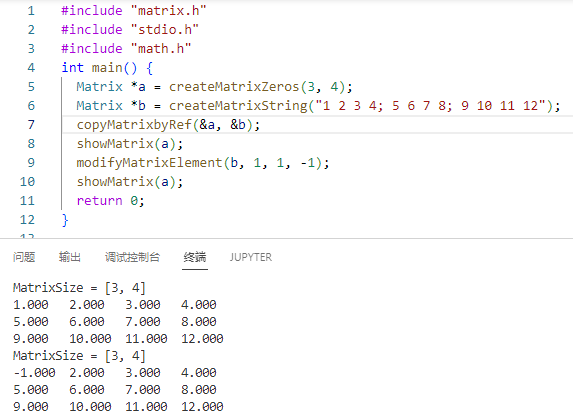 1 #include "matrix.h"
2 #include "stdio.h"
3 #include "math.h"
4 int main() {
5 Matrix *a = createMatrixZeros(3, 4);
6 Matrix *b = createMatrixString("1 2 3 4; 5 6 7 8; 9 10 11 12");
7 copyMatrixbyRef(&a, &b);
8 showMatrix(a);
9 modifyMatrixElement(b, 1, 1, -1);
10 showMatrix(a);
11 return 0;
12 }
问题 输出 调试控制台 终端 JUPYTER
MatrixSize = [3, 4]
1.000 2.000 3.000 4.000
5.000 6.000 7.000 8.000
9.000 10.000 11.000 12.000
MatrixSize = [3, 4]
-1.000 2.000 3.000 4.000
5.000 6.000 7.000 8.000
9.000 10.000 11.000 12.000